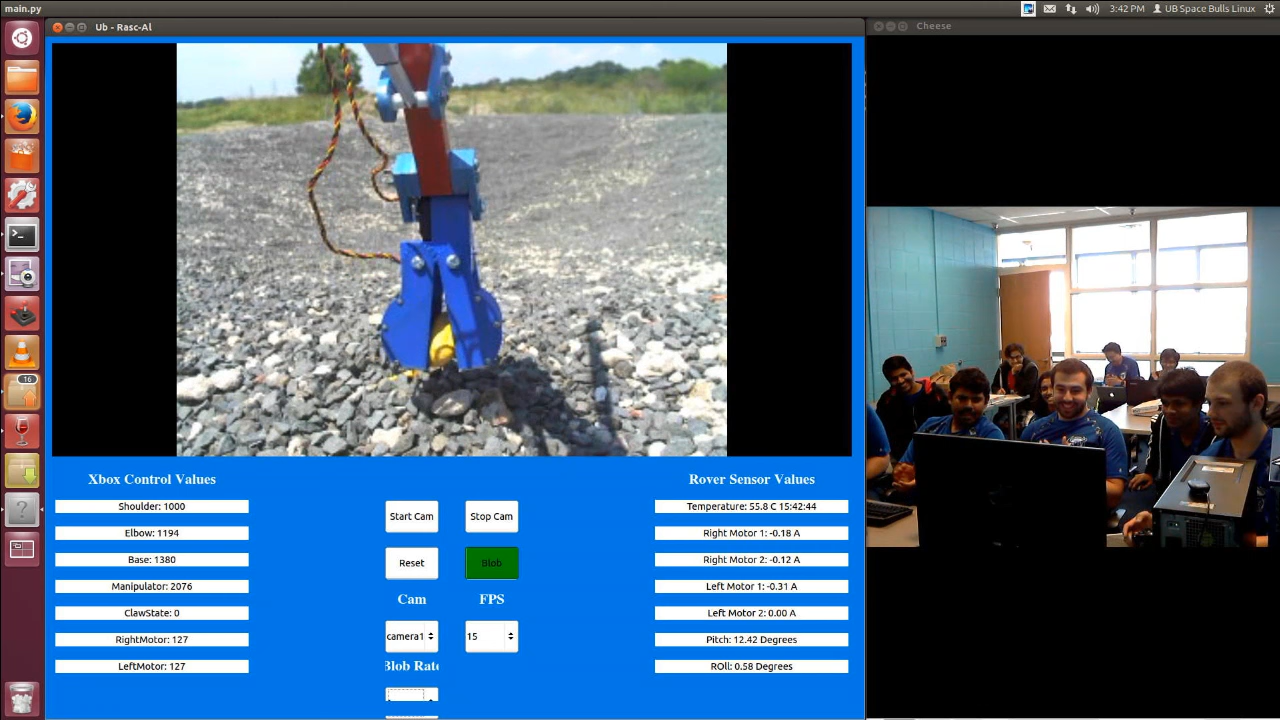 main.py
3:42 PM
UB Space Bulls Linux
Ub - Rasc-Al
Cheese
16
Xbox Control Values
Shoulder: 1000
Elbow: 1194
Base: 1380
Manipulator: 2076
ClawState: 0
RightMotor: 127
LeftMotor: 127
Start Cam
Stop Cam
Reset
Blob
Cam
FPS
camera1
15
Blob Rate
Rover Sensor Values
Temperature: 55.8 C 15:42:44
Right Motor 1: -0.18 A
Right Motor 2: -0.12 A
Left Motor 1: -0.31 A
Left Motor 2: 0.00 A
Pitch: 12.42 Degrees
ROll: 0.58 Degrees